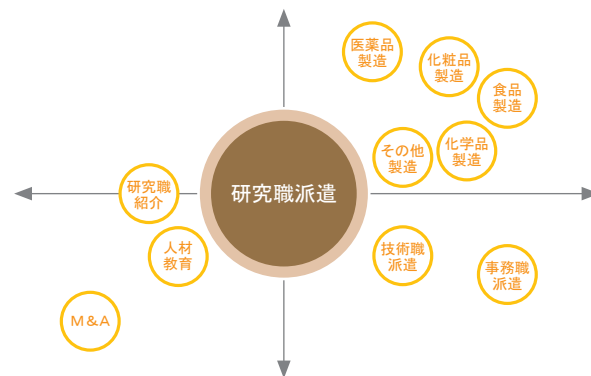 医薬品
製造
化粧品
製造
食品
製造
その他
製造
化学品
製造
研究職
紹介
研究職派遣
人材
教育
技術職
派遣
事務職
派遣
M&A